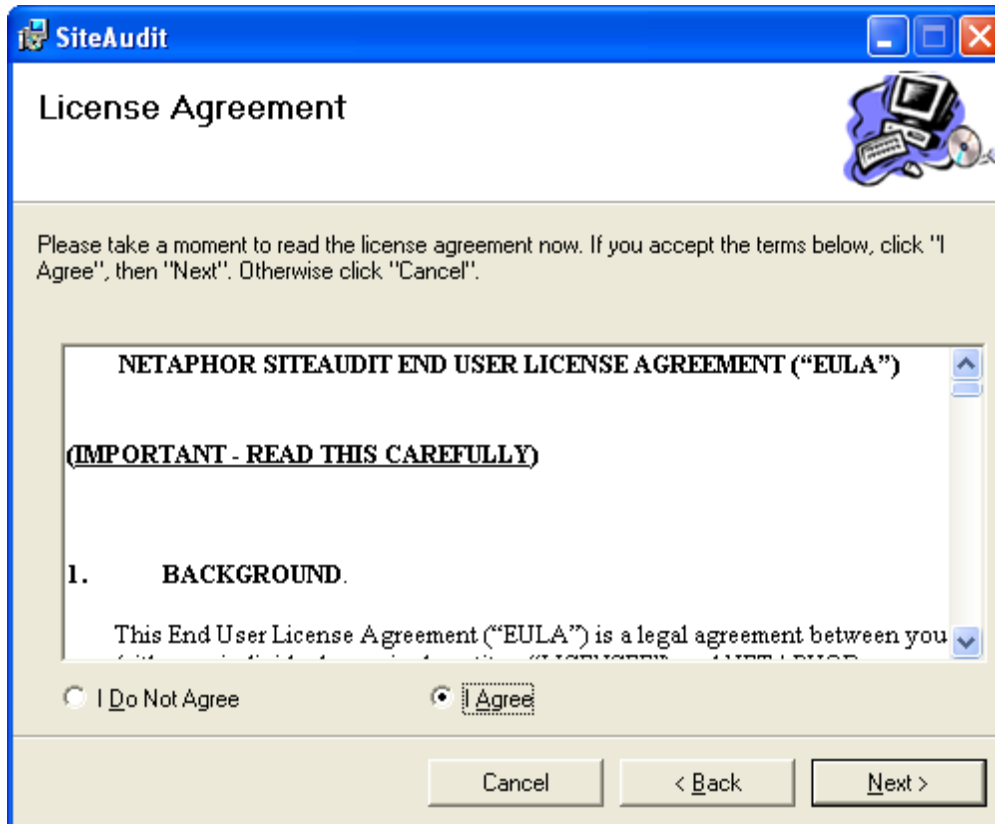 SiteAudit
License Agreement
Please take a moment to read the license agreement now. If you accept the terms below, click "I
Agree", then "Next". Otherwise click "Cancel".
NETAPHOR SITEAUDIT END USER LICENSE AGREEMENT (“EULA”)
(IMPORTANT - READ THIS CAREFULLY)
1. BACKGROUND.
This End User License Agreement (“EULA”) is a legal agreement between you
I Do Not Agree
I Agree
Cancel
< Back
Next >